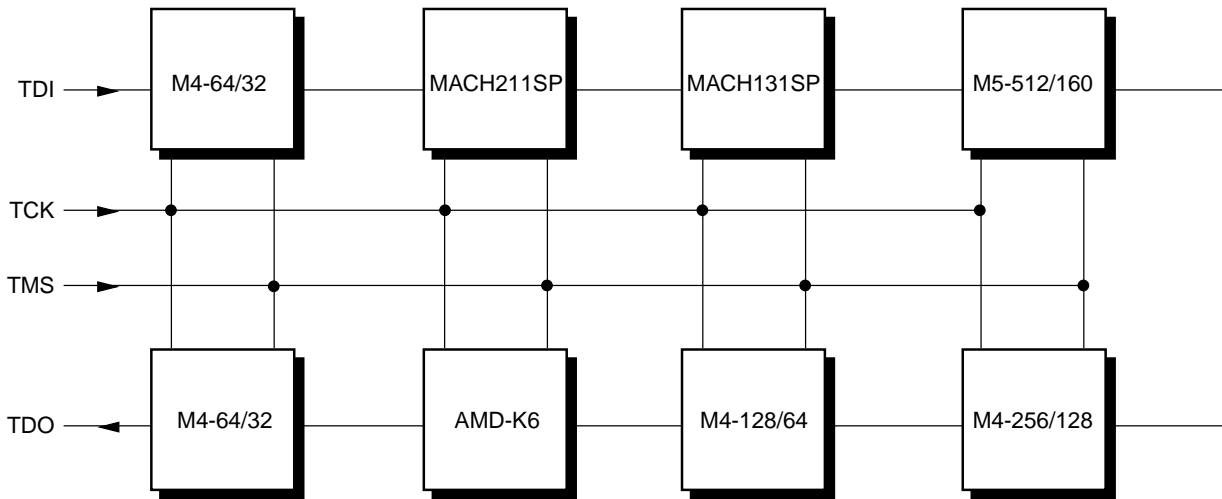 TDI
M4-64/32
MACH211SP
MACH131SP
M5-512/160
TCK
TMS
TDO
M4-64/32
AMD-K6
M4-128/64
M4-256/128